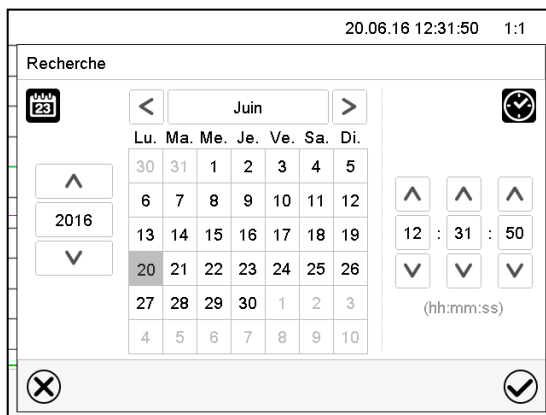 20.06.16 12:31:50 1:1
Recherche
23
< Juin >
Lu. Ma. Me. Je. Ve. Sa. Di.
30 31 1 2 3 4 5
6 7 8 9 10 11 12
2016
13 14 15 16 17 18 19
12 : 31 : 50
20 21 22 23 24 25 26
27 28 29 30 1 2 3
(hh:mm:ss)
4 5 6 7 8 9 10